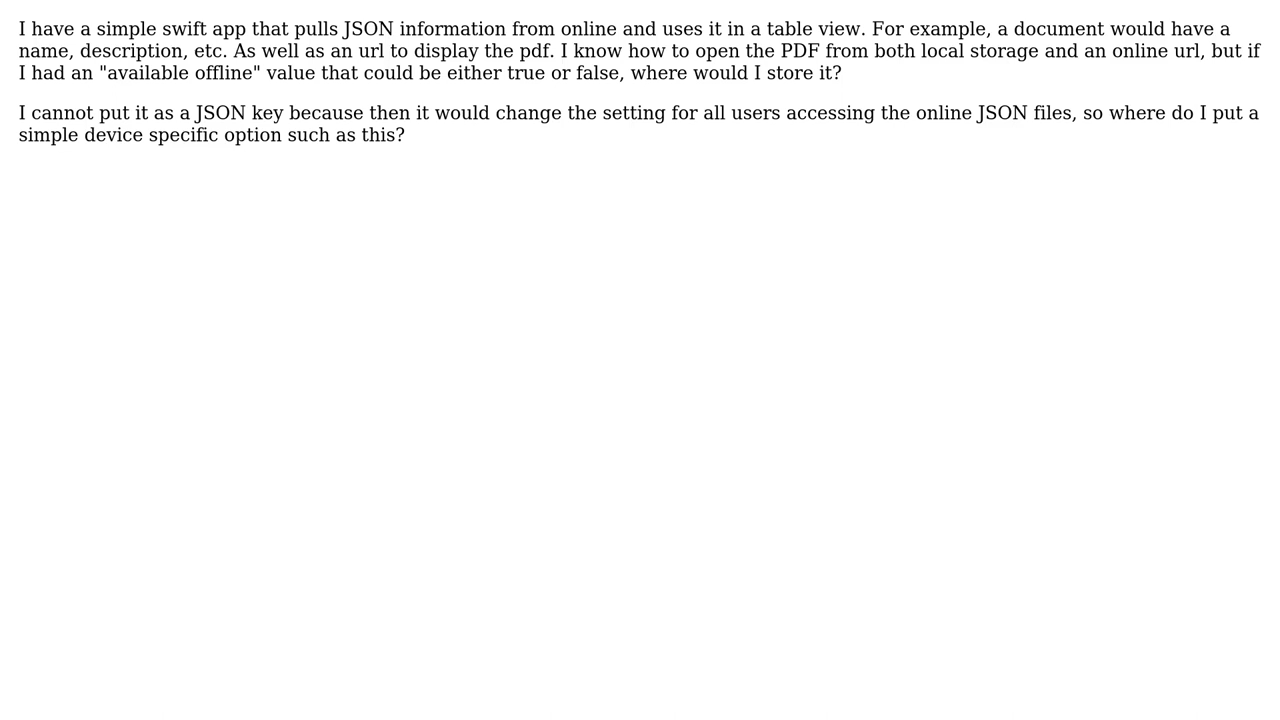 I have a simple swift app that pulls JSON information from online and uses it in a table view. For example, a document would have a
name, description, etc. As well as an url to display the pdf. I know how to open the PDF from both local storage and an online url, but if
I had an "available offline" value that could be either true or false, where would I store it?
I cannot put it as a JSON key because then it would change the setting for all users accessing the online JSON files, so where do I put a
simple device specific option such as this?